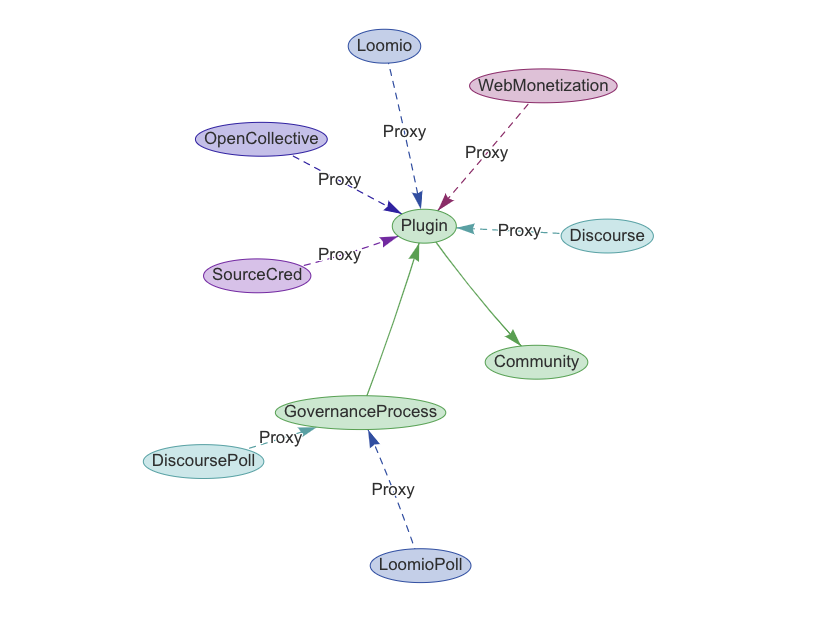 Loomio
WebMonetization
Proxy
OpenCollective
Proxy
Proxy
Plugin
Proxy
Discourse
Proxy
SourceCred
Community
GovernanceProcess
Proxy
DiscoursePoll
Proxy
LoomioPoll